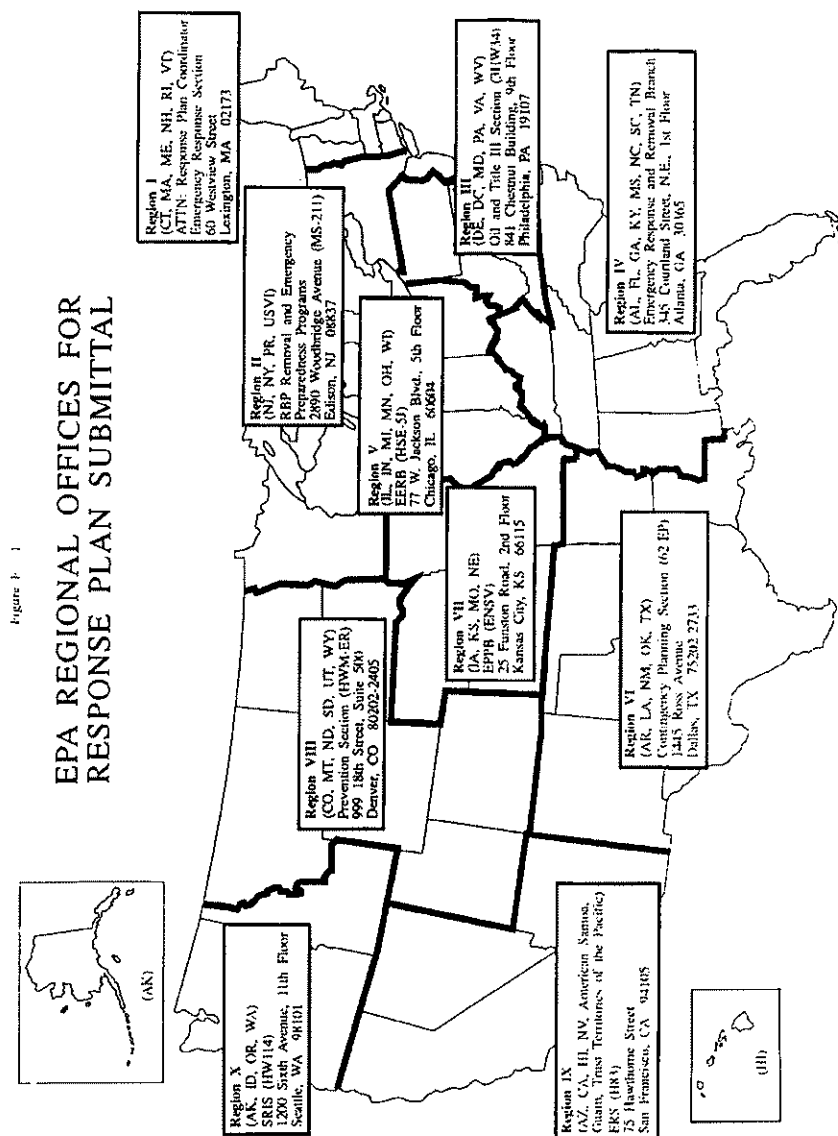 EPA REGIONAL OFFICES FOR
RESPONSE PLAN SUBMITTAL
(AK)
Region X
(AK, ID, OR, WA)
SRIS (HW114)
1200 Sixth Avenue, 11th Floor
Seattle, WA 98101
Region VIII
(CO, MT, ND, SD, UT, WY)
Prevention Section (HWM-ER)
999 18th Street, Suite 500
Denver, CO 80202-2405
Region V
(IL, IN, MI, MN, OH, WI)
EERB (HSE-5J)
77 W. Jackson Blvd., 5th Floor
Chicago, IL 60604
Region II
(NJ, NY, PR, USVI)
RBP Removal and Emergency
Preparedness Programs
2890 Woodbridge Avenue (MS-211)
Edison, NJ 08837
Region I
(CT, MA, ME, NH, RI, VT)
ATTN: Response Plan Coordinator
Emergency Response Section
60 Westview Street
Lexington, MA 02173
Region VII
(IA, KS, MO, NE)
EPPB (ENSV)
25 Funston Road, 2nd Floor
Kansas City, KS 66115
Region III
(DE, DC, MD, PA, VA, WV)
Oil and Title III Section (3HW34)
841 Chestnut Building, 9th Floor
Philadelphia, PA 19107
Region IX
(AZ, CA, HI, NV, American Samoa,
Guam, Trust Territories of the Pacific)
ERS (H83)
75 Hawthorne Street
San Francisco, CA 94105
Region VI
(AR, LA, NM, OK, TX)
Contingency Planning Section (62 EP)
1445 Ross Avenue
Dallas, TX 75202 2733
Region IV
(AL, FL, GA, KY, MS, NC, SC, TN)
Emergency Response and Removal Branch
345 Courtland Street, N.E., 1st Floor
Atlanta, GA 30365
(HI)